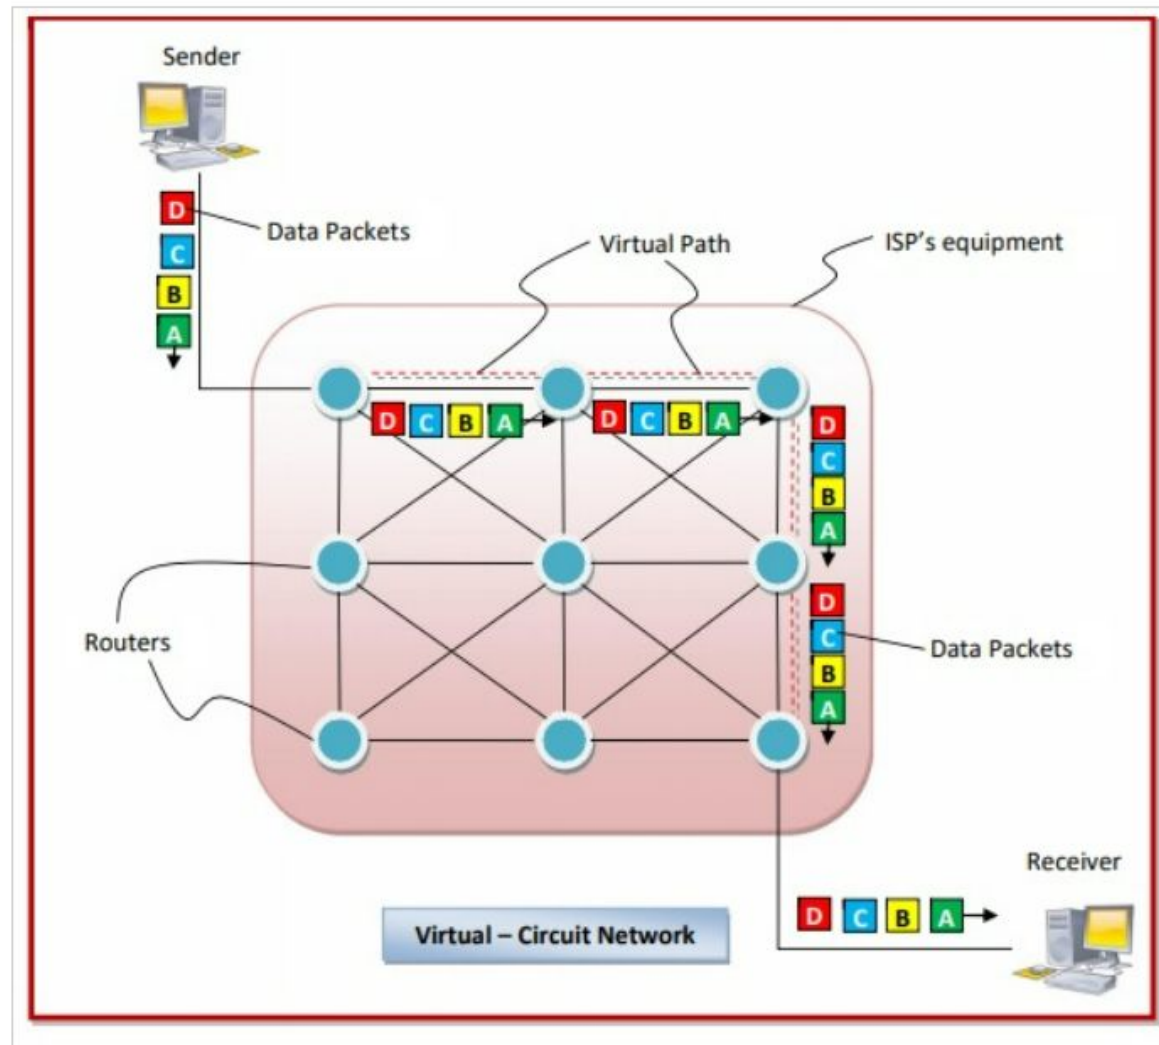 Sender
D
Data Packets
C
B
A
Virtual Path
ISP's equipment
D C B A
D C B A
D
C
B
A
Routers
D
C
B
A
Data Packets
Receiver
D C B A
Virtual – Circuit Network